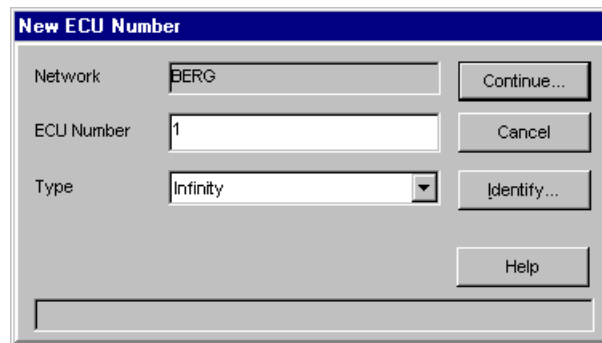 New ECU Number
Network BERG Continue...
ECU Number 1 Cancel
Type Infinity Identify...
Help